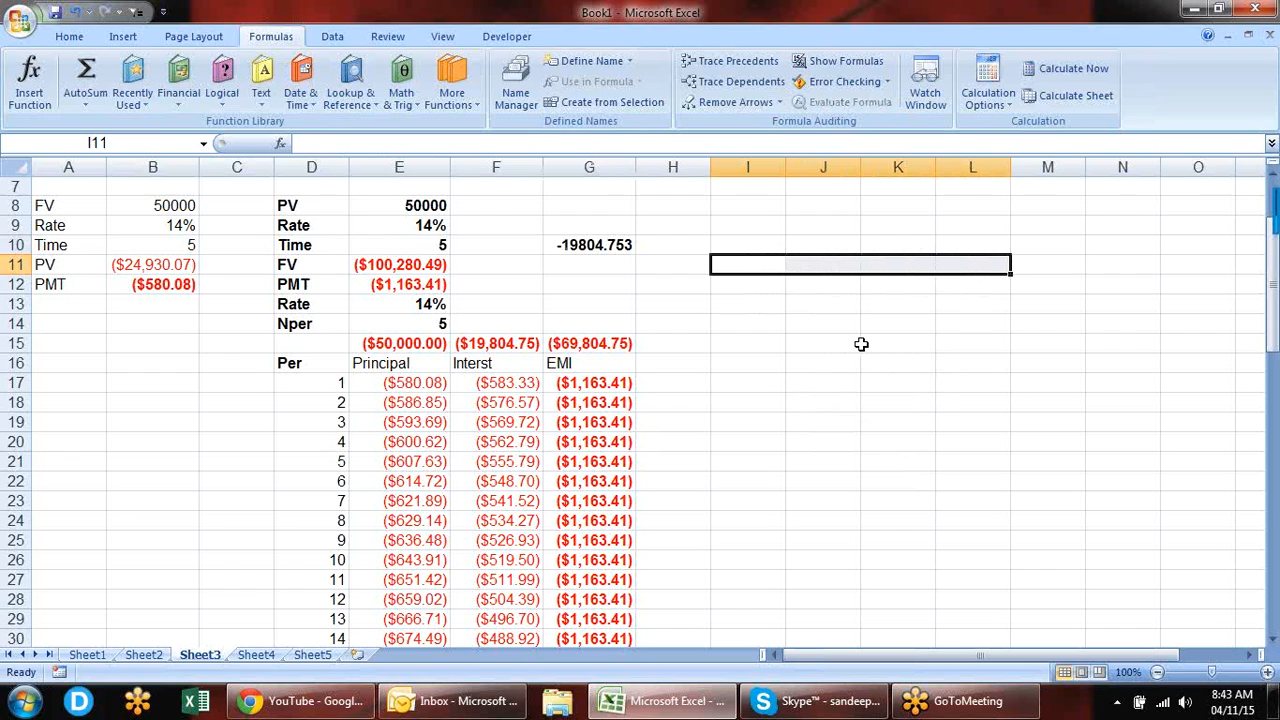 Book1 - Microsoft Excel
Home Insert Page Layout Formulas Data Review View Developer
fx Insert Function
Σ AutoSum
Recently Used
Financial
Logical
Text
Date & Time
Lookup & Reference
Math & Trig
More Functions
Function Library
Name Manager
Define Name
Use in Formula
Create from Selection
Defined Names
Trace Precedents
Trace Dependents
Remove Arrows
Show Formulas
Error Checking
Evaluate Formula
Formula Auditing
Watch Window
Calculation Options
Calculate Now
Calculate Sheet
Calculation
I11 fx
A B C D E F G H I J K L M N O
7
8 FV 50000 PV 50000
9 Rate 14% Rate 14%
10 Time 5 Time 5 -19804.753
11 PV ($24,930.07) FV ($100,280.49)
12 PMT ($580.08) PMT ($1,163.41)
13 Rate 14%
14 Nper 5
15 ($50,000.00) ($19,804.75) ($69,804.75)
16 Per Principal Interst EMI
17 1 ($580.08) ($583.33) ($1,163.41)
18 2 ($586.85) ($576.57) ($1,163.41)
19 3 ($593.69) ($569.72) ($1,163.41)
20 4 ($600.62) ($562.79) ($1,163.41)
21 5 ($607.63) ($555.79) ($1,163.41)
22 6 ($614.72) ($548.70) ($1,163.41)
23 7 ($621.89) ($541.52) ($1,163.41)
24 8 ($629.14) ($534.27) ($1,163.41)
25 9 ($636.48) ($526.93) ($1,163.41)
26 10 ($643.91) ($519.50) ($1,163.41)
27 11 ($651.42) ($511.99) ($1,163.41)
28 12 ($659.02) ($504.39) ($1,163.41)
29 13 ($666.71) ($496.70) ($1,163.41)
30 14 ($674.49) ($488.92) ($1,163.41)
Sheet1 Sheet2 Sheet3 Sheet4 Sheet5
Ready 100%
YouTube - Googl... Inbox - Microsoft ... Microsoft Excel - ... Skype™ - sandeep... GoToMeeting
8:43 AM
04/11/15